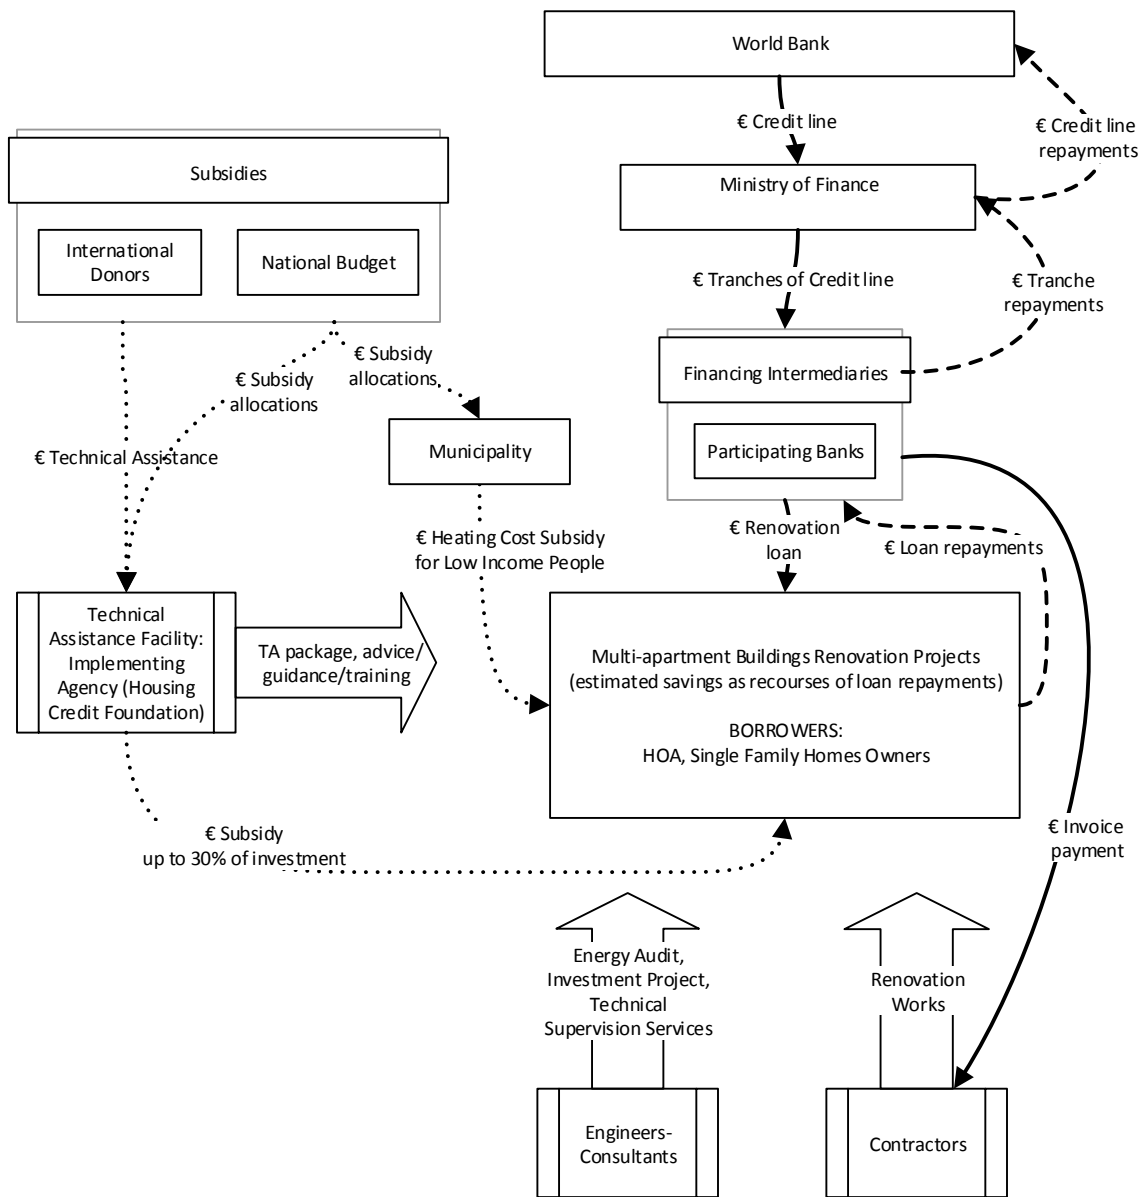 World Bank
€ Credit line
€ Credit line
repayments
Subsidies
Ministry of Finance
International
Donors
National Budget
€ Tranches of Credit line
€ Tranche
repayments
€ Subsidy
allocations
€ Subsidy
allocations
Financing Intermediaries
Municipality
Participating Banks
€ Technical Assistance
€ Heating Cost Subsidy
for Low Income People
€ Renovation
loan
€ Loan repayments
Technical
Assistance Facility:
Implementing
Agency (Housing
Credit Foundation)
TA package, advice/
guidance/training
Multi-apartment Buildings Renovation Projects
(estimated savings as recourses of loan repayments)
BORROWERS:
HOA, Single Family Homes Owners
€ Subsidy
up to 30% of investment
€ Invoice
payment
Energy Audit,
Investment Project,
Technical
Supervision Services
Renovation
Works
Engineers-
Consultants
Contractors